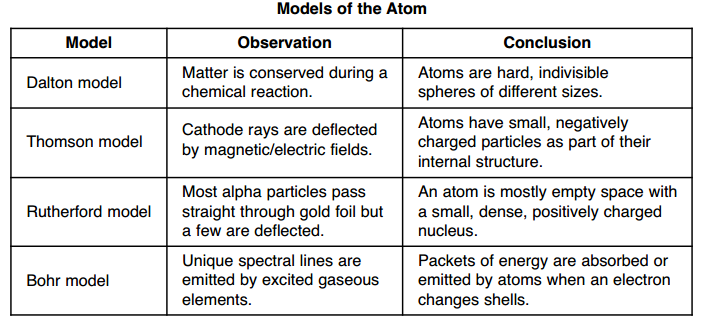 Models of the Atom
Model
Observation
Conclusion
Dalton model
Matter is conserved during a
chemical reaction.
Atoms are hard, indivisible
spheres of different sizes.
Thomson model
Cathode rays are deflected
by magnetic/electric fields.
Atoms have small, negatively
charged particles as part of their
internal structure.
Rutherford model
Most alpha particles pass
straight through gold foil but
a few are deflected.
An atom is mostly empty space with
a small, dense, positively charged
nucleus.
Bohr model
Unique spectral lines are
emitted by excited gaseous
elements.
Packets of energy are absorbed or
emitted by atoms when an electron
changes shells.